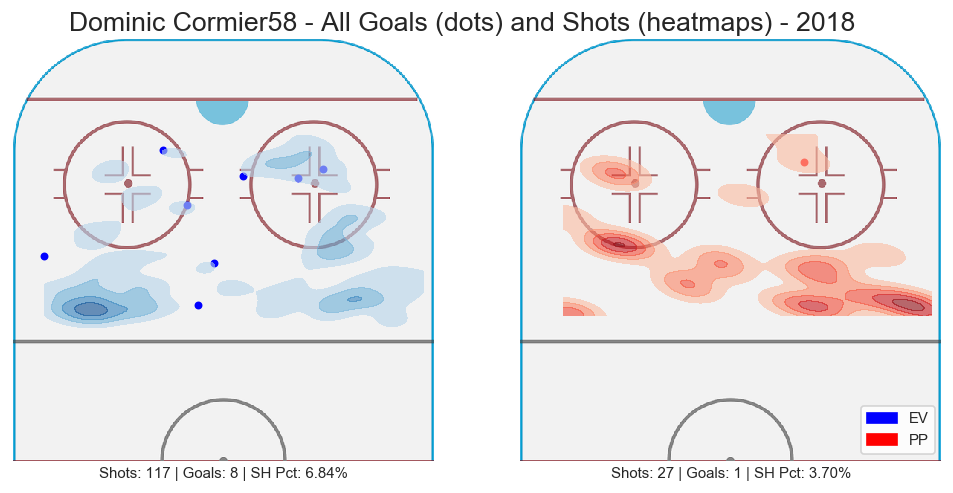 Dominic Cormier58 - All Goals (dots) and Shots (heatmaps) - 2018
EV
PP
Shots: 117 | Goals: 8 | SH Pct: 6.84%
Shots: 27 | Goals: 1 | SH Pct: 3.70%